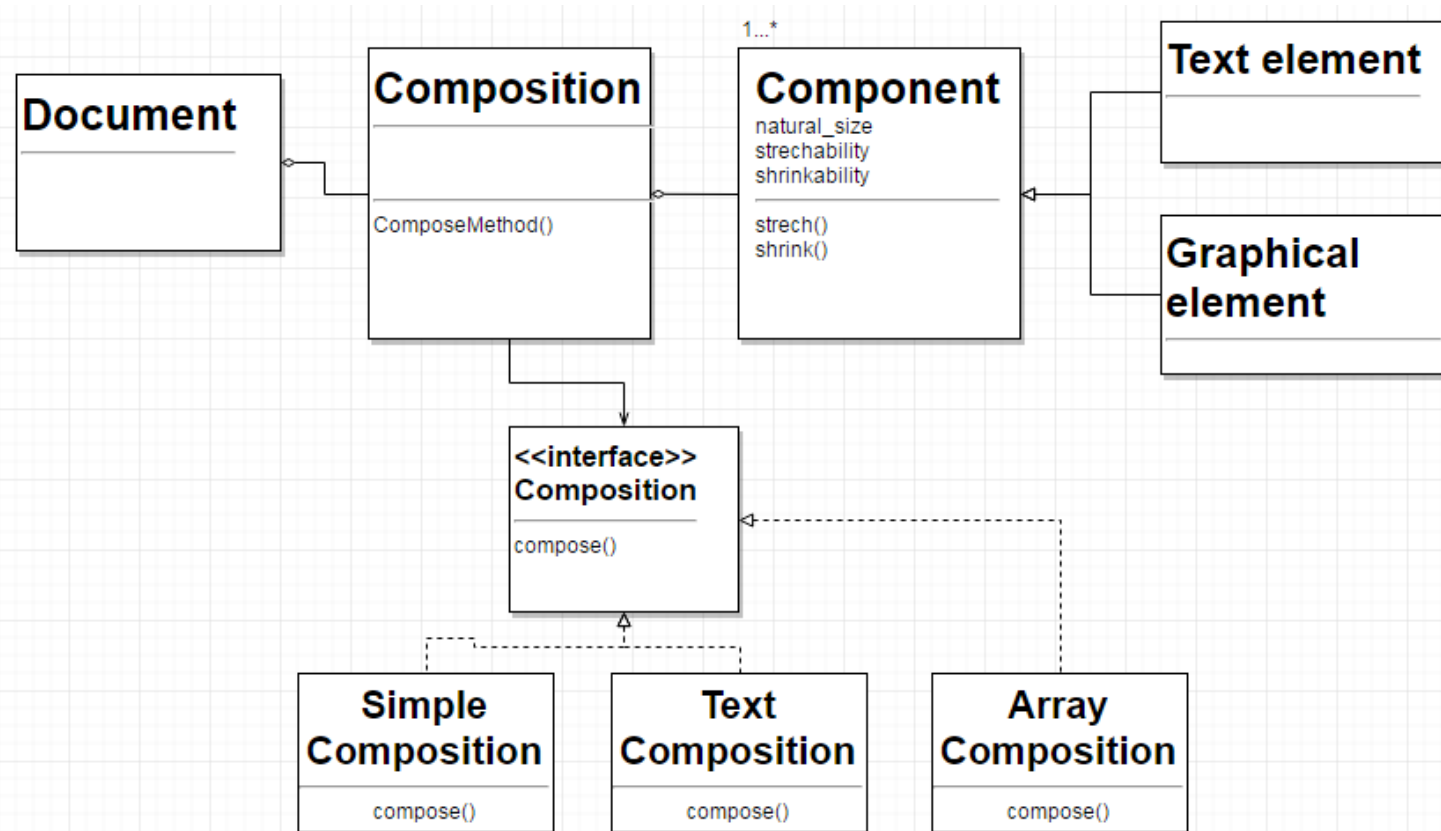 Document
Composition
ComposeMethod()
1...*
Component
natural_size
strechability
shrinkability
strech()
shrink()
Text element
Graphical
element
<<interface>>
Composition
compose()
Simple
Composition
compose()
Text
Composition
compose()
Array
Composition
compose()